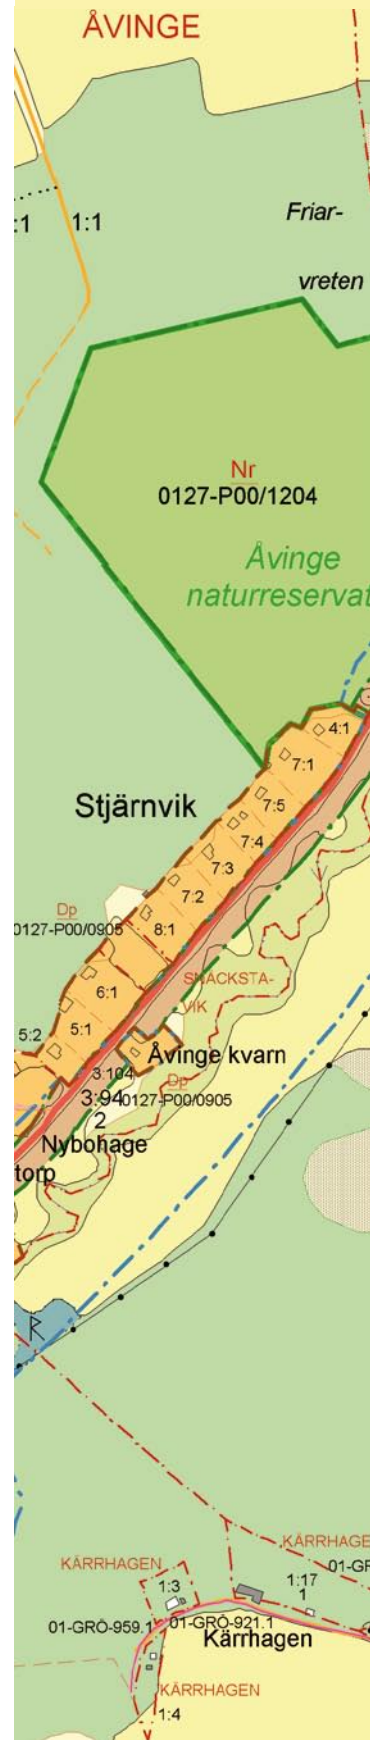 ÅVINGE
:1
1:1
Friar-
vreten
Nr
0127-P00/1204
Åvinge
naturreservat
4:1
7:1
7:5
Stjärnvik
7:4
7:3
7:2
Dp
0127-P00/0905
8:1
SNÄCKSTA-
VIK
6:1
5:2
5:1
Åvinge kvarn
3:104
Dp
3:94
0127-P00/0905
2
Nybohage
torp
R
KÄRRHAGE
KÄRRHAGEN
01-GR
1:3
1:17
1
01-GRÖ-959.1
01-GRÖ-921.1
Kärrhagen
KÄRRHAGEN
1:4